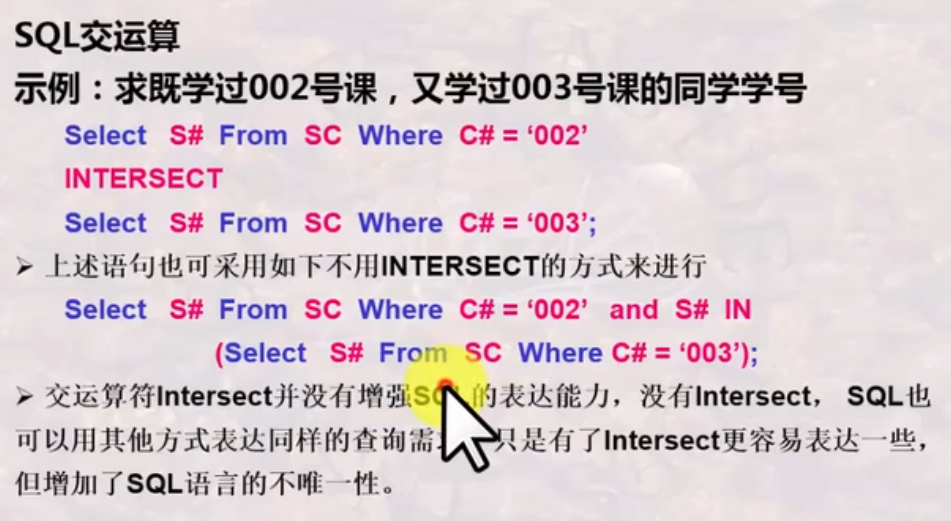 SQL交运算
示例：求既学过002号课，又学过003号课的同学学号
Select S# From SC Where C# = ‘002’
INTERSECT
Select S# From SC Where C# = ‘003’;
➢ 上述语句也可采用如下不用INTERSECT的方式来进行
Select S# From SC Where C# = ‘002’ and S# IN
(Select S# From SC Where C# = ‘003’);
➢ 交运算符Intersect并没有增强SQL的表达能力，没有Intersect， SQL也
可以用其他方式表达同样的查询需 只是有了Intersect更容易表达一些，
但增加了SQL语言的不唯一性。